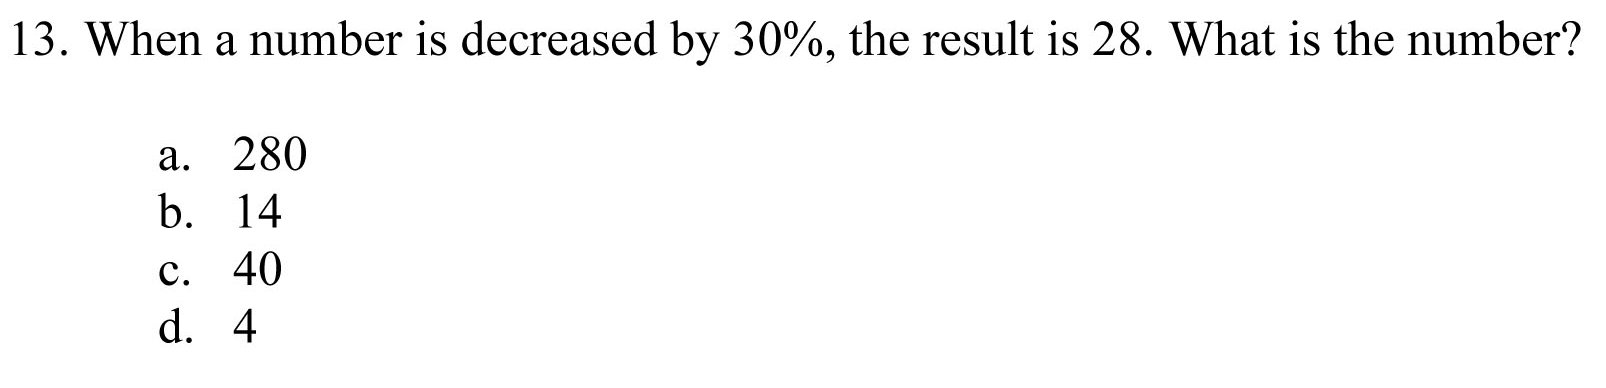 13. When a number is decreased by 30%, the result is 28. What is the number?
a. 280
b. 14
c. 40
d. 4